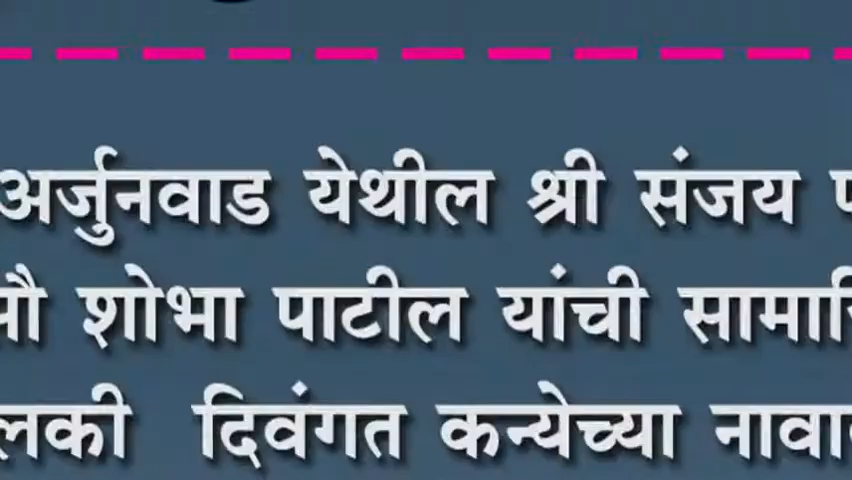 अर्जुनवाड येथील श्री संजय
शोभा पाटील यांची
दिवंगत कन्येच्या